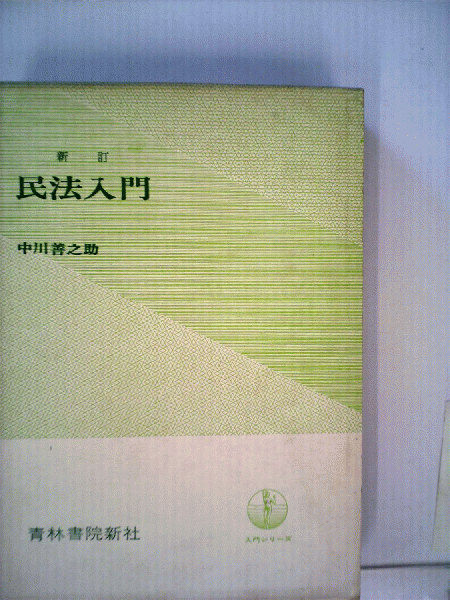 新訂
民法入門
中川善之助
青林書院新社
入門シリーズ